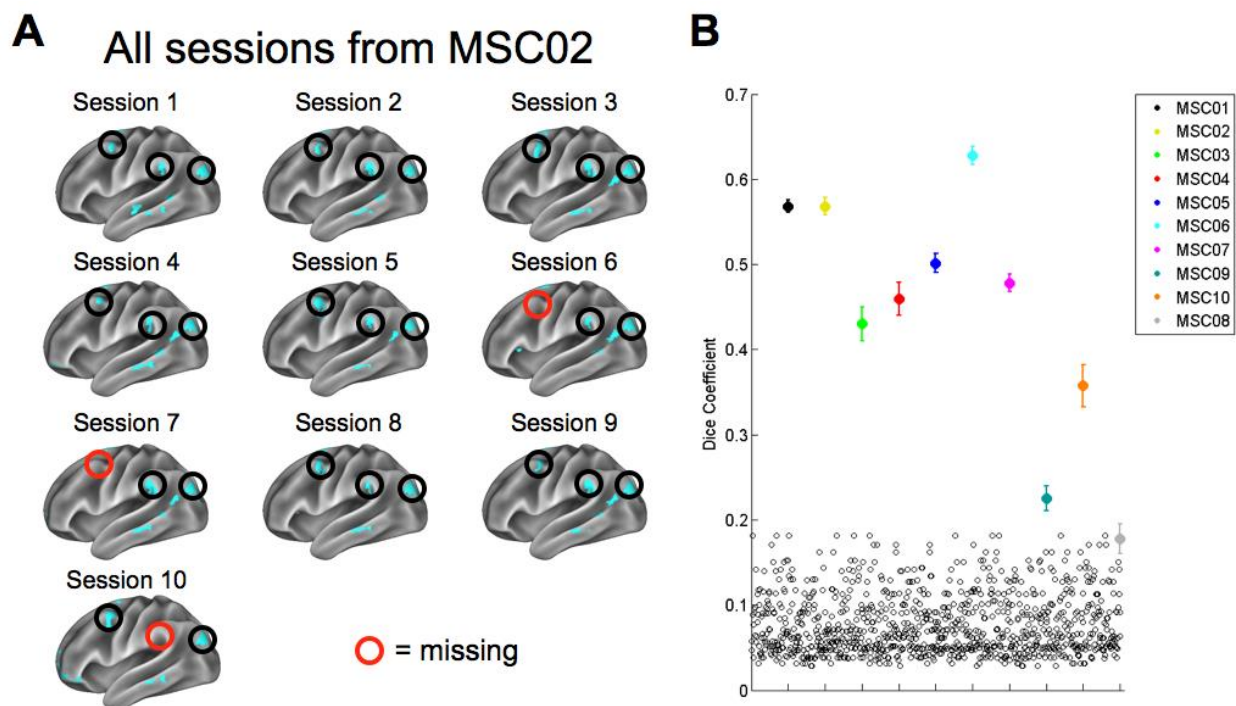 A
All sessions from MSC02
Session 1
Session 2
Session 3
Session 4
Session 5
Session 6
Session 7
Session 8
Session 9
Session 10
= missing
B
Dice Coefficient
0.7
0.6
0.5
0.4
0.3
0.2
0.1
0
MSC01
MSC02
MSC03
MSC04
MSC05
MSC06
MSC07
MSC09
MSC10
MSC08